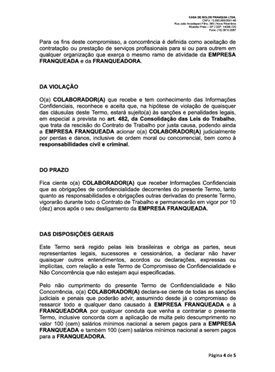 CASA DE BOLOS FRANQUIA LTDA.
Para os fins deste compromisso, a concorrência é definida como aceitação de
contratação ou prestação de serviços profissionais para si ou para outrem em
qualquer organização que exerça o mesmo ramo de atividade da EMPRESA
FRANQUEADA e da FRANQUEADORA.
DA VIOLAÇÃO
O(a) COLABORADOR(A) que recebe e tem conhecimento das Informações
Confidenciais, reconhece e aceita que, na hipótese de violação de quaisquer
das cláusulas deste Termo, estará sujeito(a) às sanções e penalidades legais,
em especial a prevista no art. 482, da Consolidação das Leis do Trabalho,
que trata da rescisão do Contrato de Trabalho por justa causa, podendo ainda
a EMPRESA FRANQUEADA acionar o(a) COLABORADOR(A) judicialmente
por perdas e danos, inclusive de ordem moral ou concorrencial, bem como à
responsabilidades civil e criminal.
DO PRAZO
Fica ciente o(a) COLABORADOR(A) que receber Informações Confidenciais
que as obrigações de confidencialidade decorrentes do presente Termo, tanto
quanto as responsabilidades e obrigações outras derivadas do presente Termo,
vigorarão durante todo o Contrato de Trabalho e permanecerão em vigor por 10
(dez) anos após o seu desligamento da EMPRESA FRANQUEADA.
DAS DISPOSIÇÕES GERAIS
Este Termo será regido pelas leis brasileiras e obriga as partes, seus
representantes legais, sucessores e cessionários, a declarar não haver
quaisquer outros entendimentos, acordos ou declarações, expressas ou
implícitas, com relação a este Termo de Compromisso de Confidencialidade e
Não Concorrência que não estejam aqui especificadas.
Pelo não cumprimento do presente Termo de Confidencialidade e Não
Concorrência, o(a) COLABORADOR(A) declara-se ciente de todas as sanções
judiciais e penais que poderão advir, assumindo desde já o compromisso de
ressarcir todo e qualquer dano causado à EMPRESA FRANQUEADA e à
FRANQUEADORA por qualquer conduta que venha a contrariar o presente
Termo, inclusive concorda com a aplicação de multa pelo descumprimento no
valor 100 (cem) salários mínimos nacional a serem pagos para a EMPRESA
FRANQUEADA e também 100 (cem) salários mínimos nacional a serem pagos
para a FRANQUEADORA.
Página 4 de 5